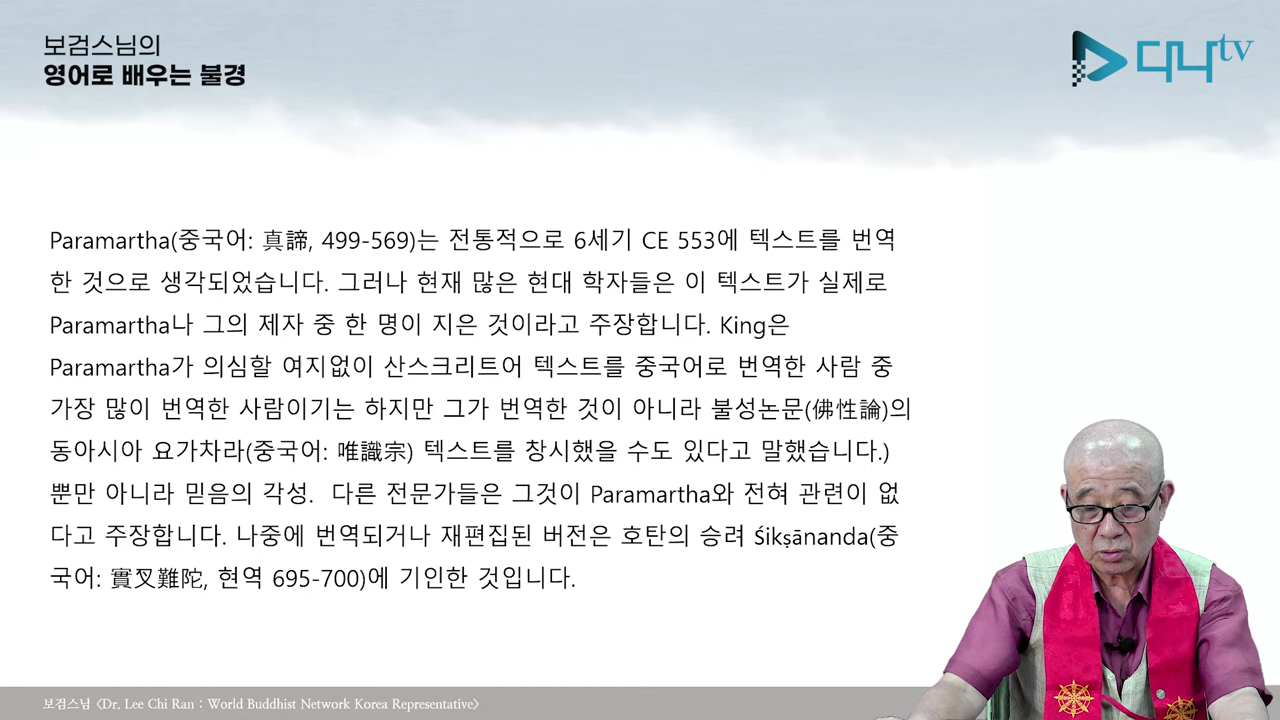 보검스님의
영어로 배우는 불경
다나tv
Paramartha(중국어: 真諦, 499-569)는 전통적으로 6세기 CE 553에 텍스트를 번역
한 것으로 생각되었습니다. 그러나 현재 많은 현대 학자들은 이 텍스트가 실제로
Paramartha나 그의 제자 중 한 명이 지은 것이라고 주장합니다. King은
Paramartha가 의심할 여지없이 산스크리트어 텍스트를 중국어로 번역한 사람 중
가장 많이 번역한 사람이기는 하지만 그가 번역한 것이 아니라 불성논문(佛性論)의
동아시아 요가차라(중국어: 唯識宗) 텍스트를 창시했을 수도 있다고 말했습니다.)
뿐만 아니라 믿음의 각성.  다른 전문가들은 그것이 Paramartha와 전혀 관련이 없
다고 주장합니다. 나중에 번역되거나 재편집된 버전은 호탄의 승려 Śikṣānanda(중
국어: 實叉難陀, 현역 695-700)에 기인한 것입니다.
보검스님 <Dr. Lee Chi Ran : World Buddhist Network Korea Representative>